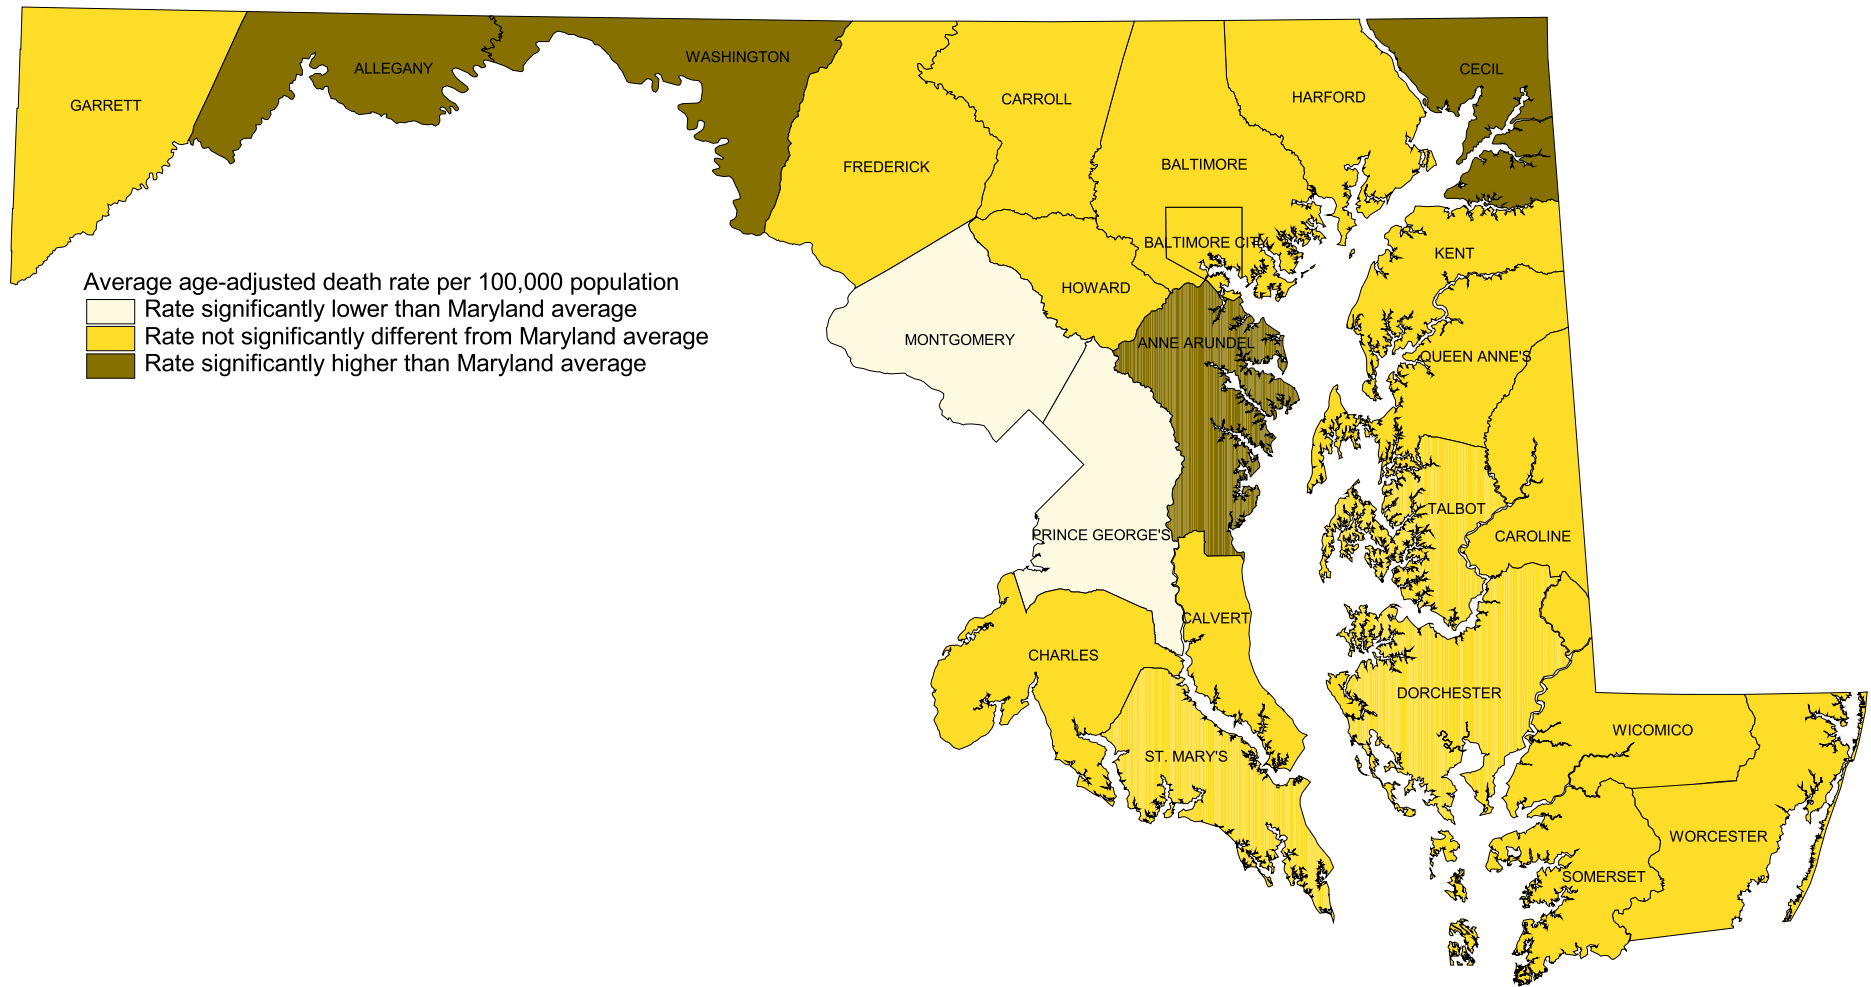 WASHINGTON
ALLEGANY
CECIL
GARRETT
CARROLL
HARFORD
FREDERICK
BALTIMORE
BALTIMORE CITY
KENT
Average age-adjusted death rate per 100,000 population
Rate significantly lower than Maryland average
Rate not significantly different from Maryland average
Rate significantly higher than Maryland average
HOWARD
MONTGOMERY
ANNE ARUNDEL
QUEEN ANNE'S
TALBOT
PRINCE GEORGE'S
CAROLINE
CALVERT
CHARLES
DORCHESTER
WICOMICO
ST. MARY'S
WORCESTER
SOMERSET